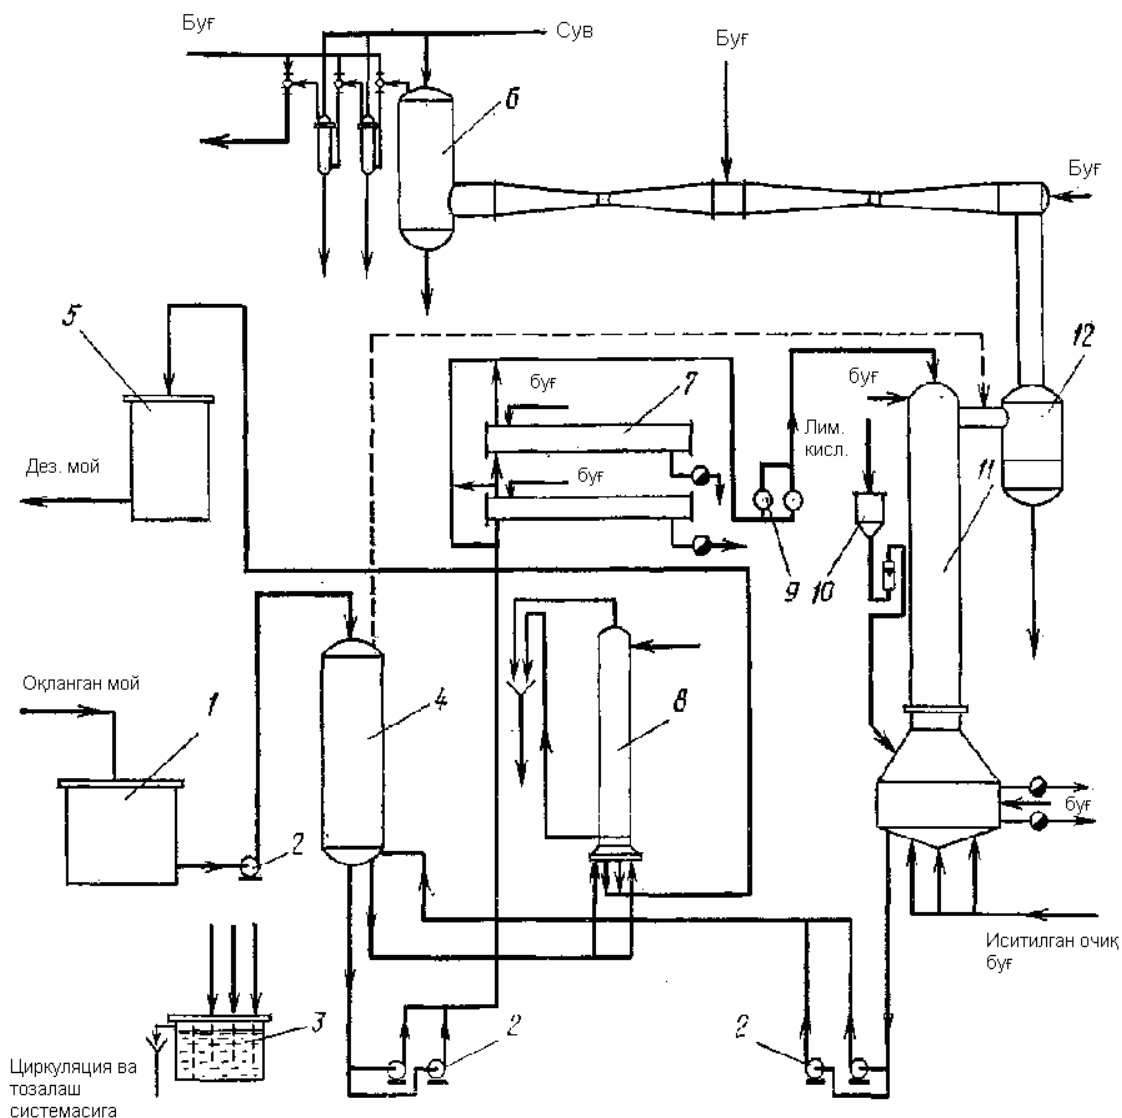 Буғ
Сув
Буғ
6
Буғ
5
12
буғ
7
буғ
Лим.
кисл.
Дез. мой
буғ
11
9
10
Оқланган мой
1
4
8
буғ
2
Иситилган очиқ
буғ
3
2
2
Циркуляция ва
тозалаш
системасига